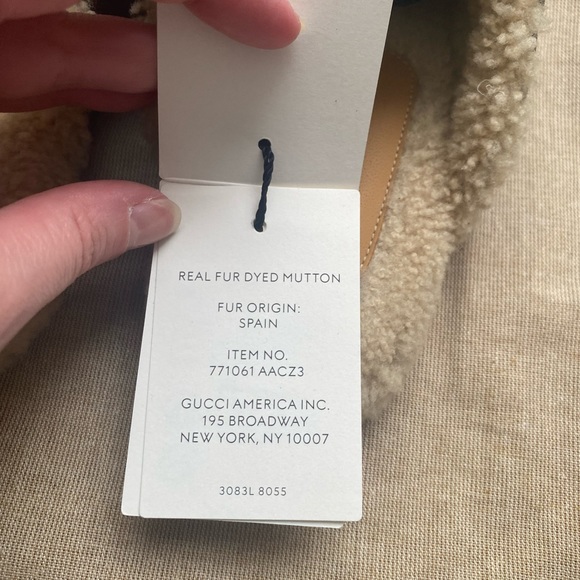 REAL FUR DYED MUTTON
FUR ORIGIN:
SPAIN
ITEM NO.
771061 AACZ3
GUCCI AMERICA INC.
195 BROADWAY
NEW YORK, NY 10007
3083L 8055